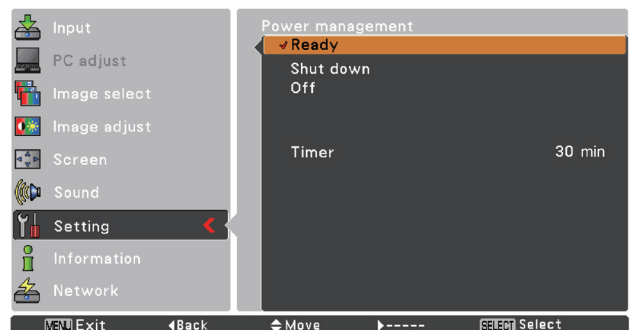 Input
PC adjust
Image select
Image adjust
Screen
Sound
Setting
Information
Network
Power management
Ready
Shut down
Off
Timer 30 min
MENU Exit ◀Back Move ▶----- SELECT Select